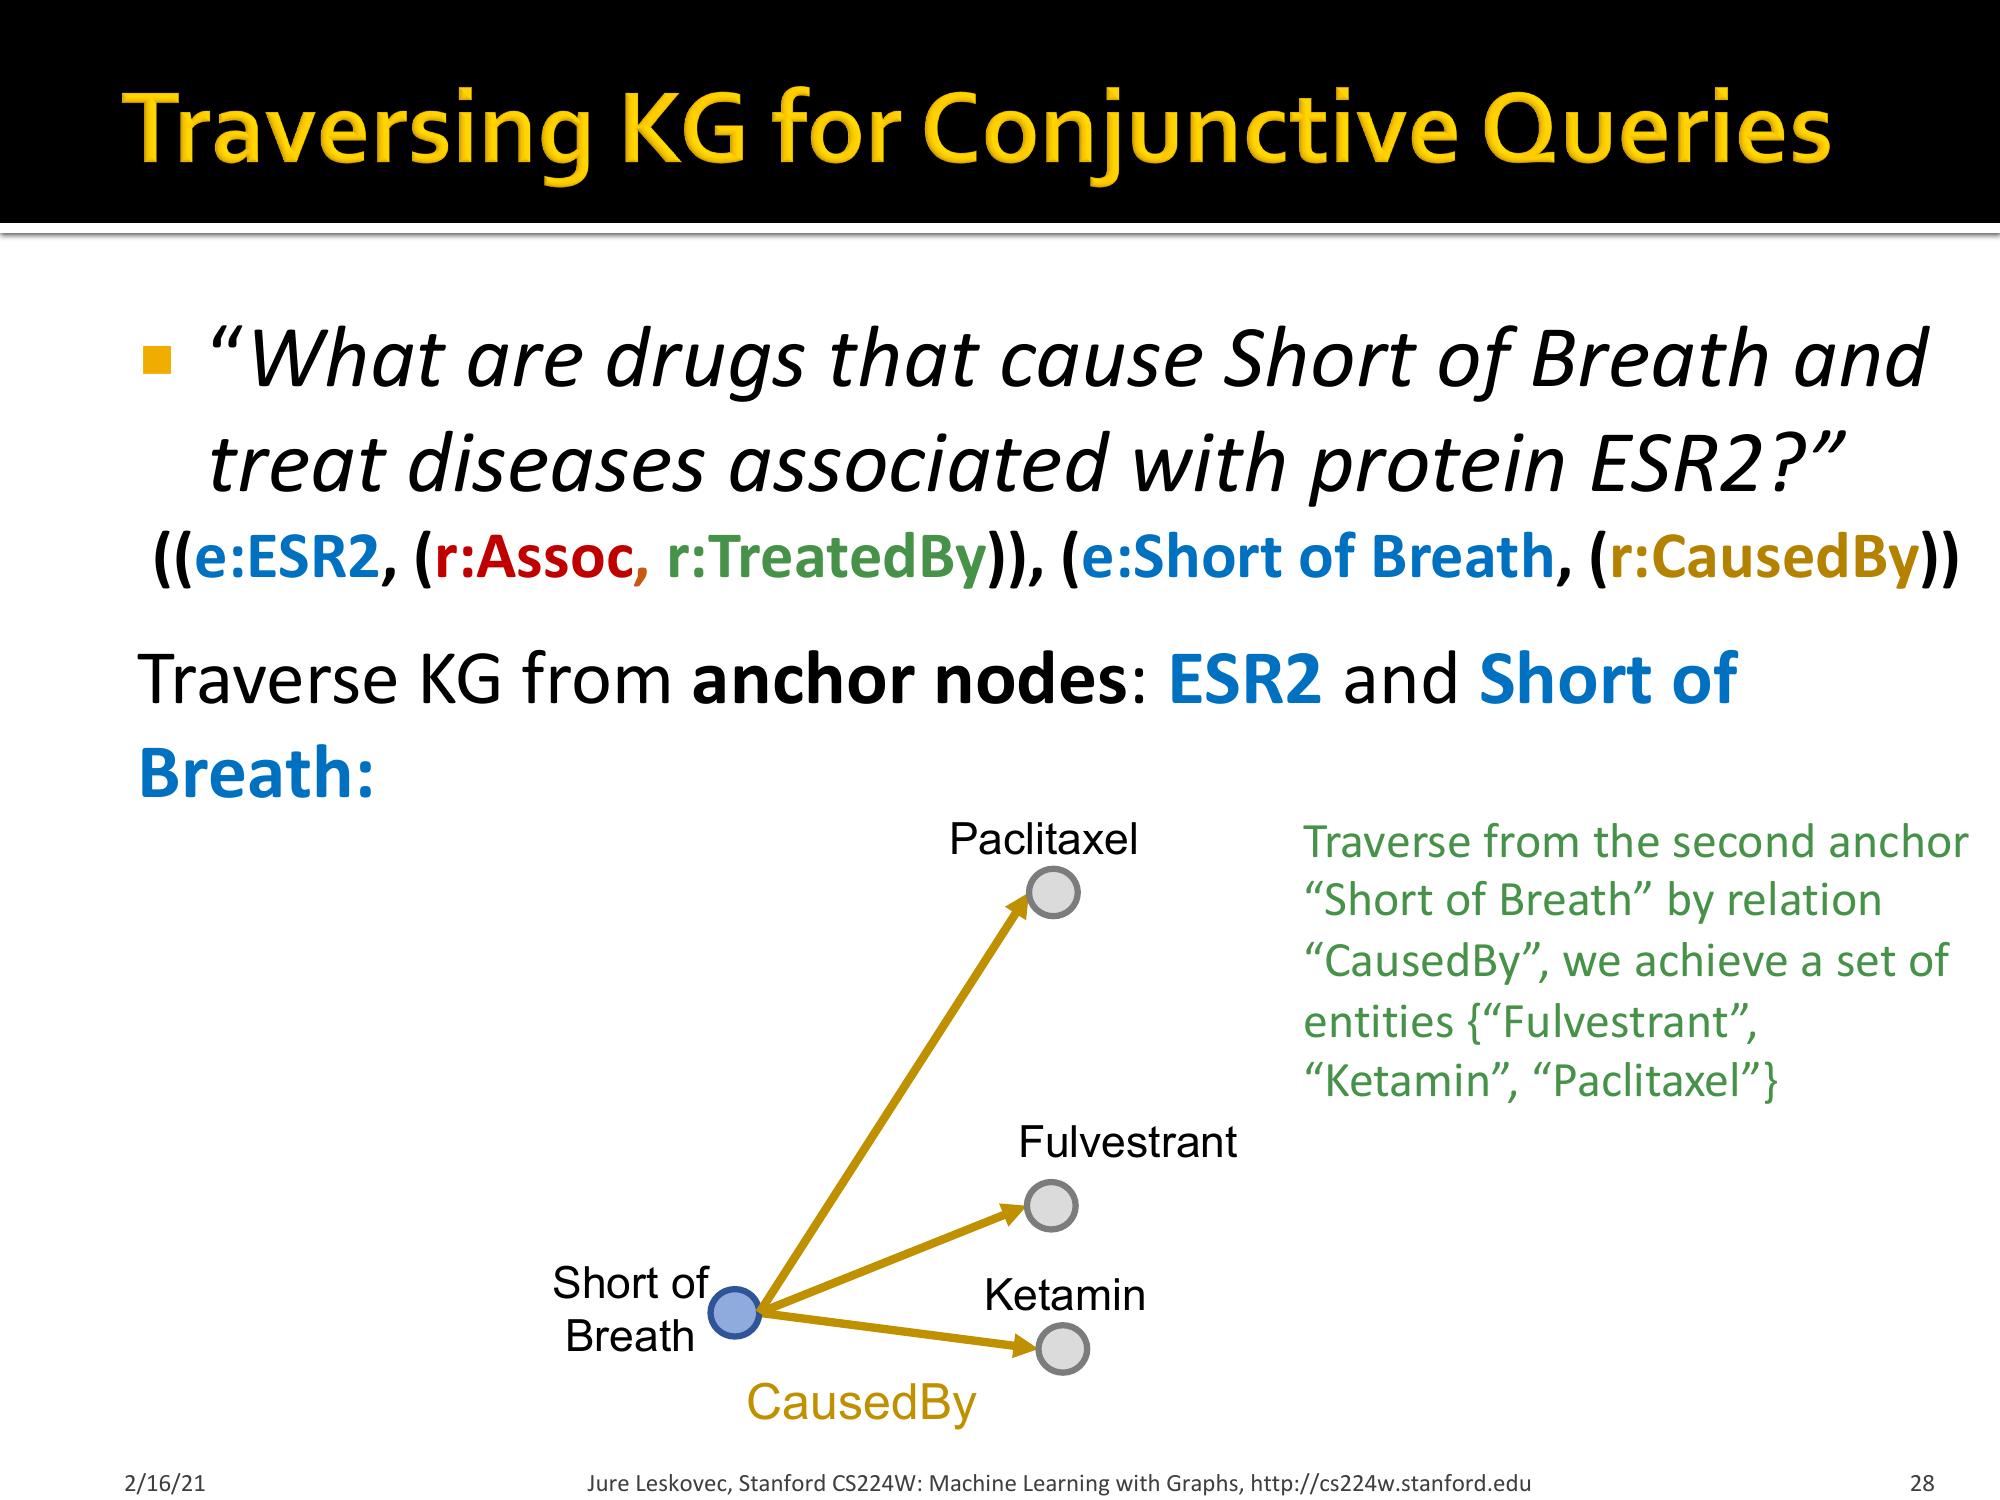 Traversing KG for Conjunctive Queries
“What are drugs that cause Short of Breath and
treat diseases associated with protein ESR2?”
((e:ESR2, (r:Assoc, r:TreatedBy)), (e:Short of Breath, (r:CausedBy))
Traverse KG from anchor nodes: ESR2 and Short of
Breath:
Paclitaxel
Traverse from the second anchor
“Short of Breath” by relation
“CausedBy”, we achieve a set of
entities {“Fulvestrant”,
“Ketamin”, “Paclitaxel”}
Fulvestrant
Short of
Breath
Ketamin
CausedBy
2/16/21
Jure Leskovec, Stanford CS224W: Machine Learning with Graphs, http://cs224w.stanford.edu
28